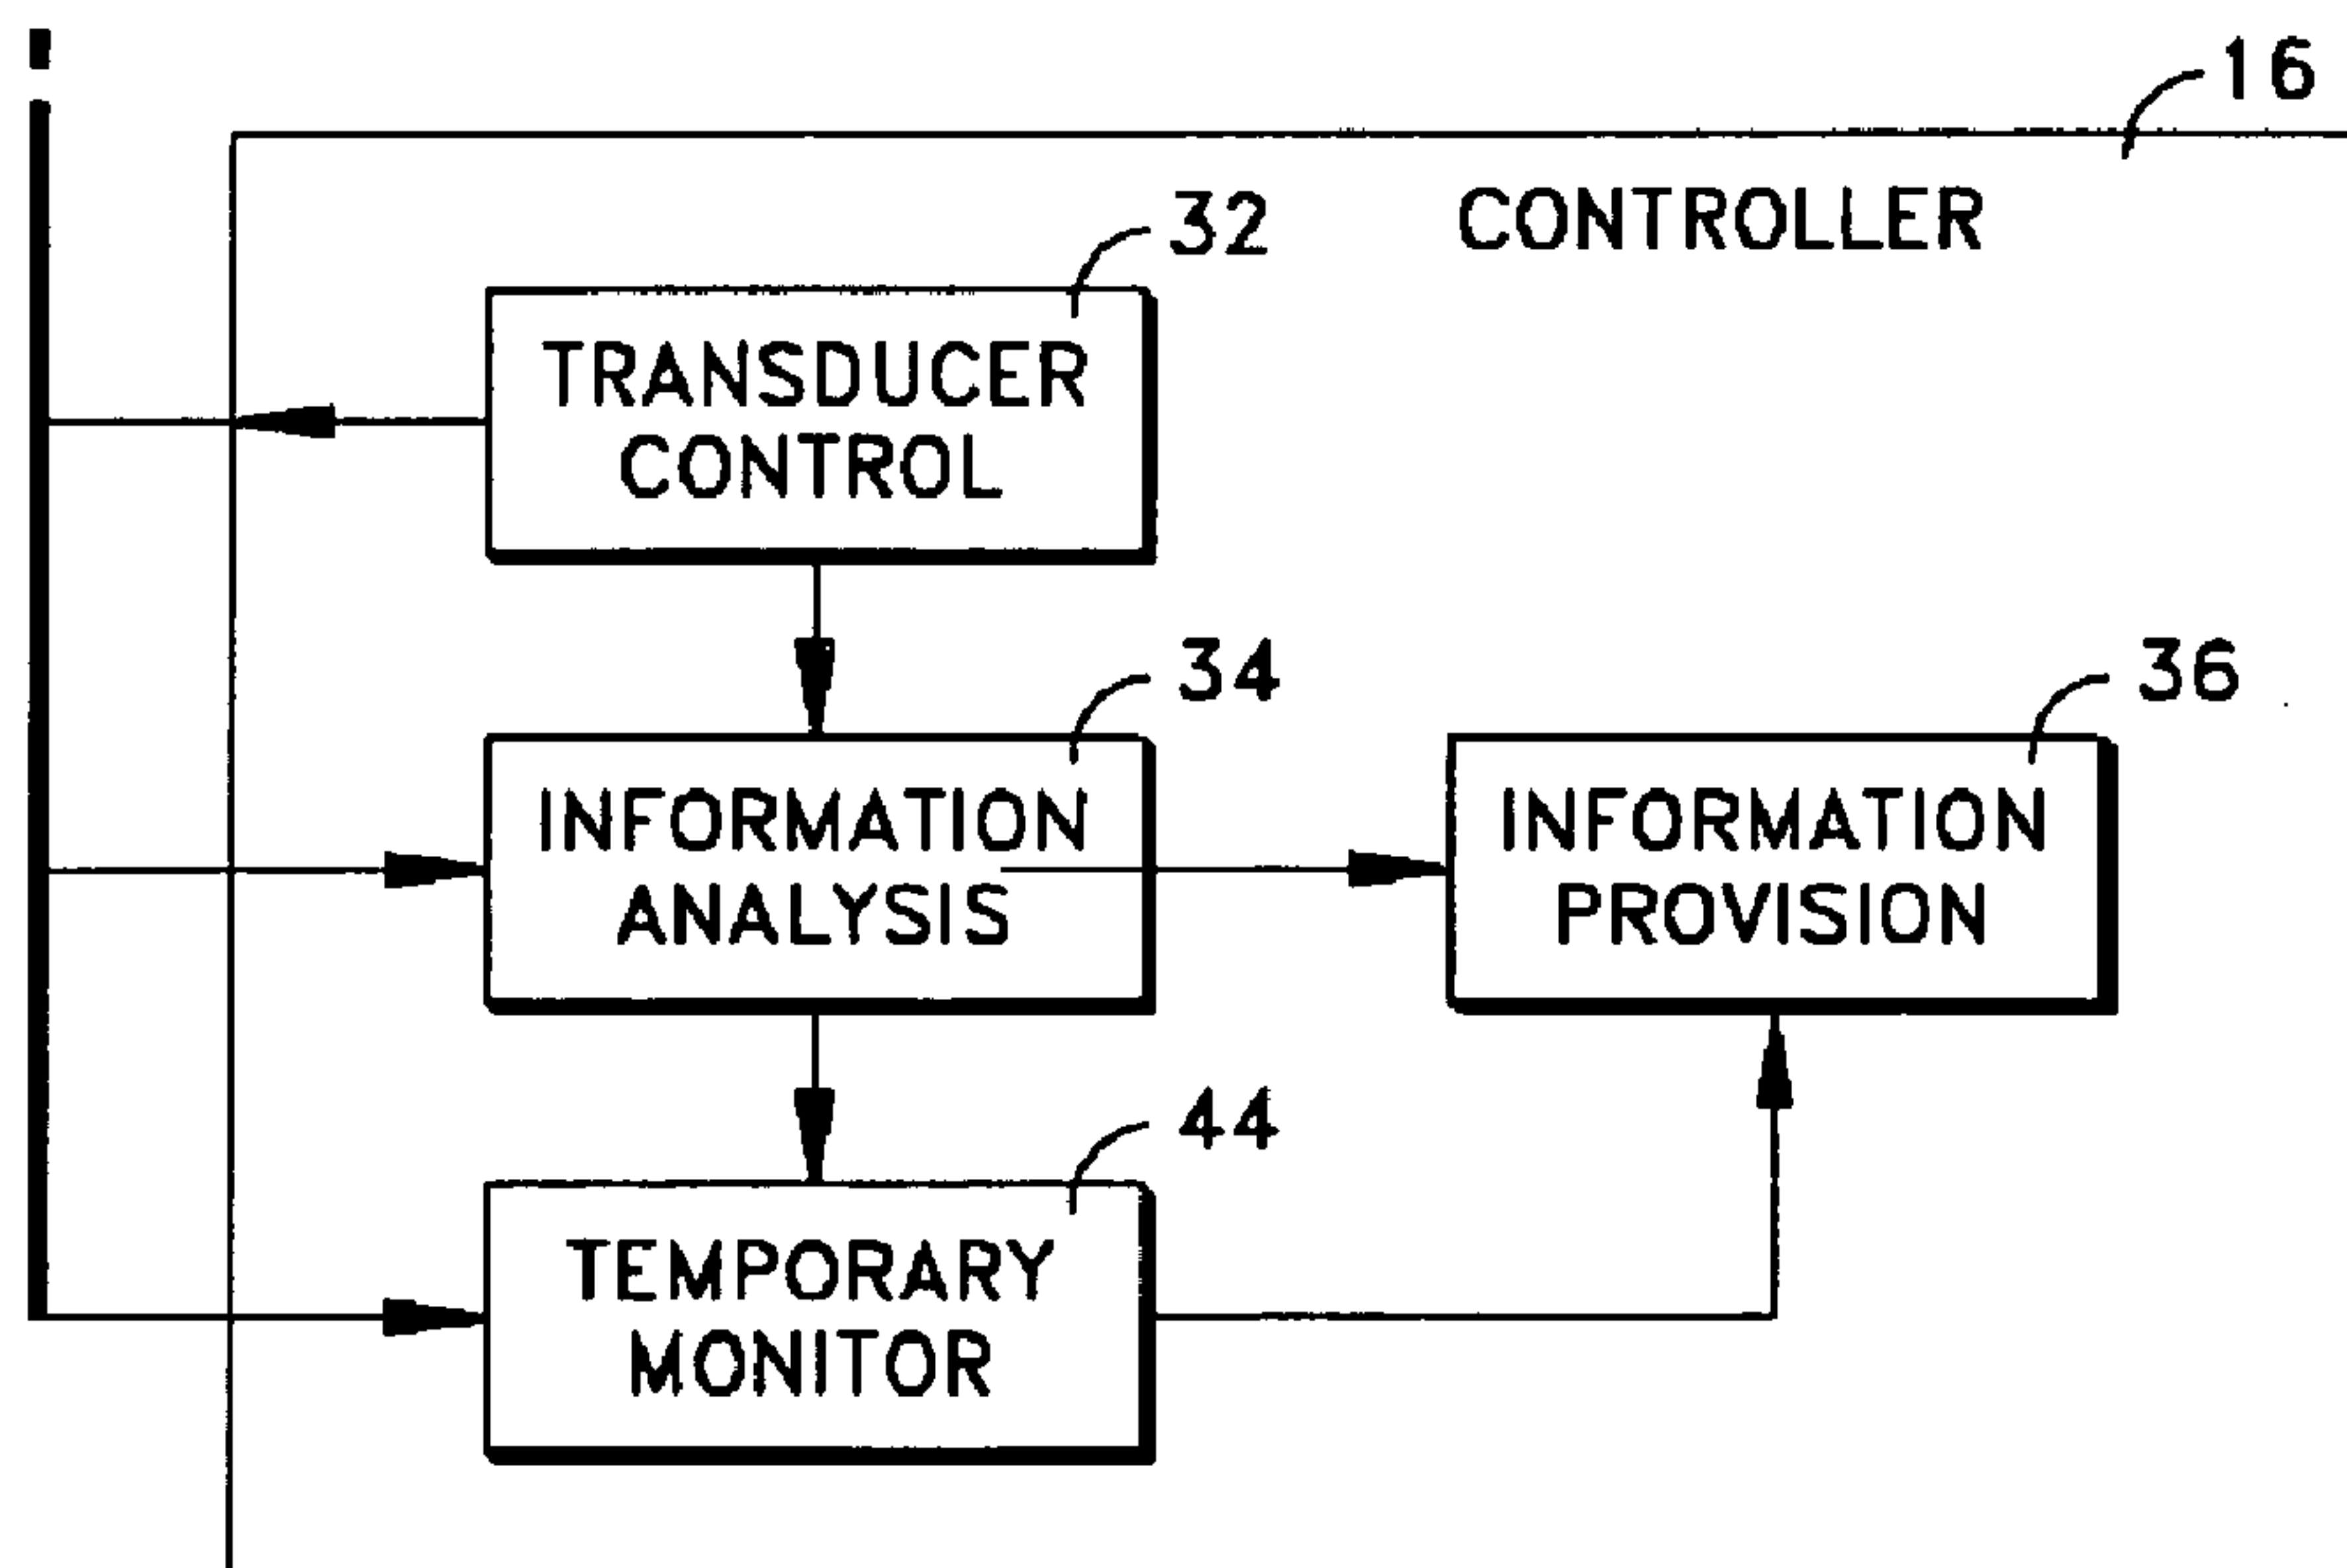 16
CONTROLLER
32
TRANSDUCER
CONTROL
34
INFORMATION
ANALYSIS
36
INFORMATION
PROVISION
44
TEMPORARY
MONITOR